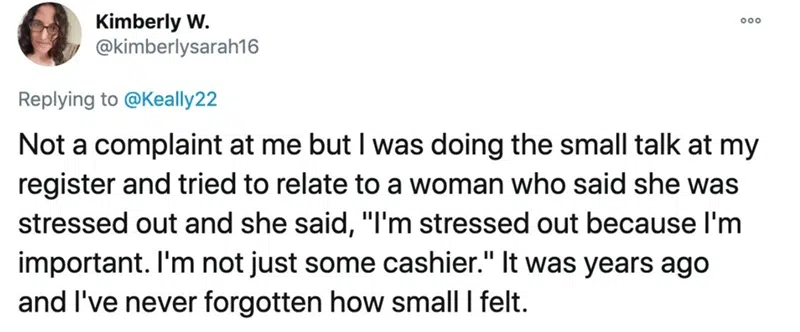 Kimberly W.
@kimberlysarah16
Replying to @Keally22
Not a complaint at me but I was doing the small talk at my
register and tried to relate to a woman who said she was
stressed out and she said, "I'm stressed out because I'm
important. I'm not just some cashier." It was years ago
and I've never forgotten how small I felt.